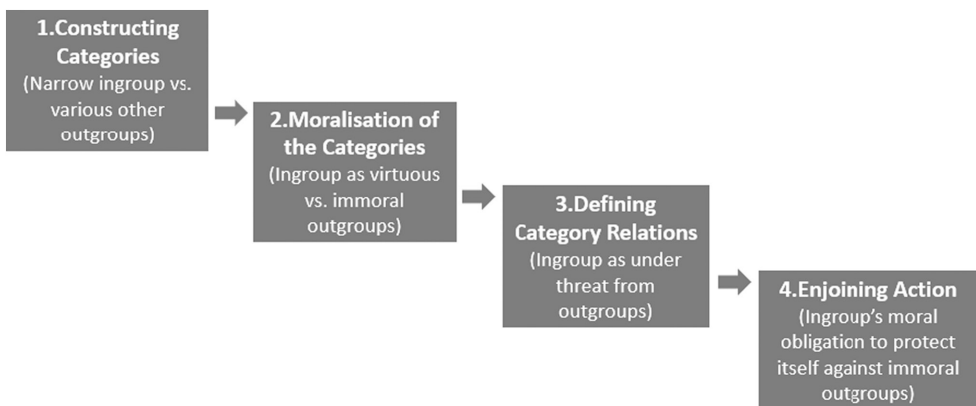 1.Constructing
Categories
(Narrow ingroup vs.
various other
outgroups)
2.Moralisation of
the Categories
(Ingroup as virtuous
vs. immoral
outgroups)
3.Defining
Category Relations
(Ingroup as under
threat from
outgroups)
4.Enjoining Action
(Ingroup's moral
obligation to protect
itself against immoral
outgroups)